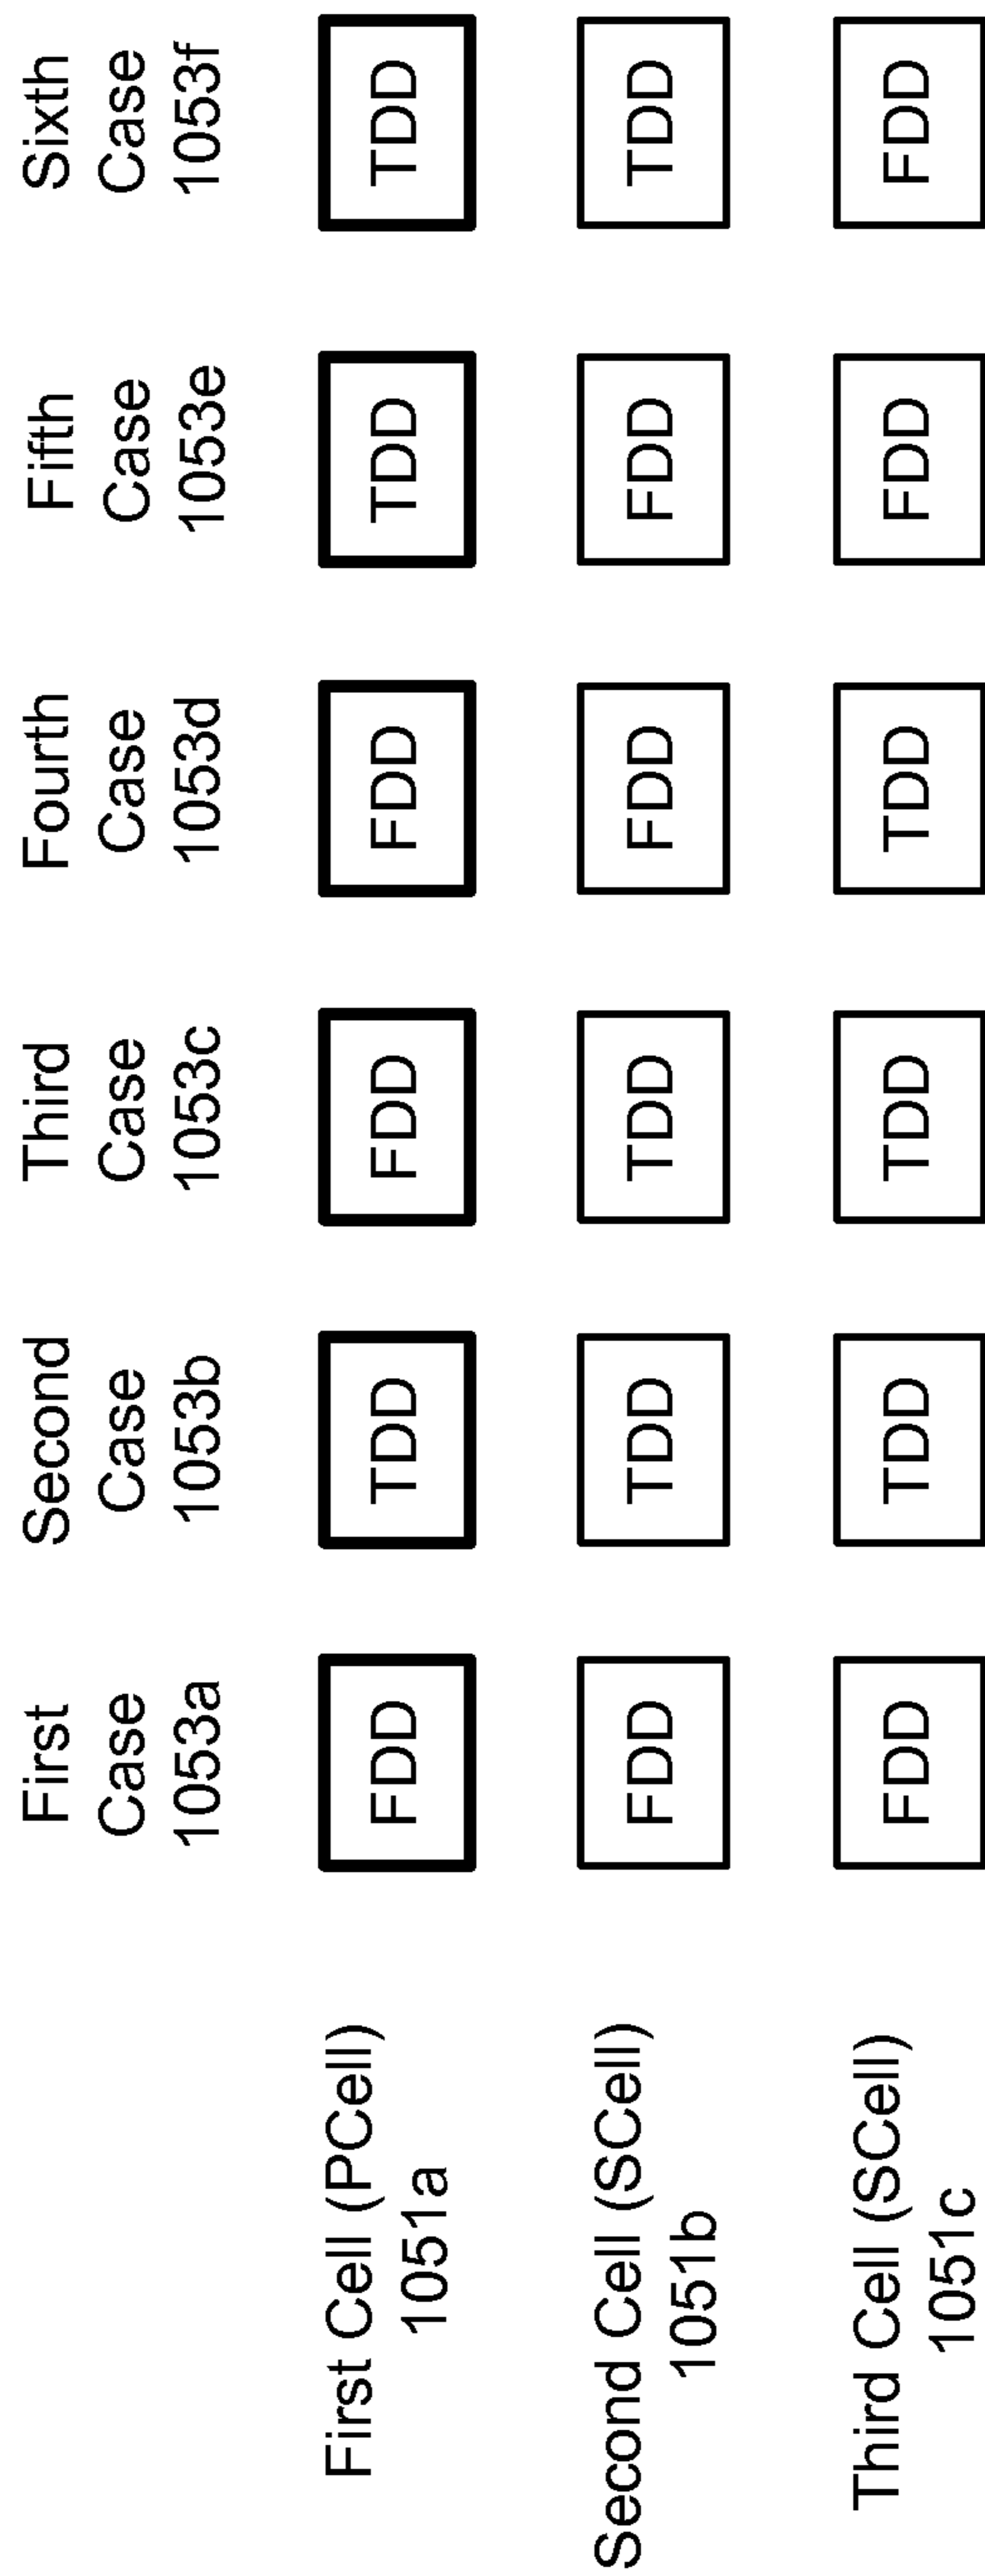 First
Case
1053a
Second
Case
1053b
Third
Case
1053c
Fourth
Case
1053d
Fifth
Case
1053e
Sixth
Case
1053f
First Cell (PCell)
1051a
FDD
TDD
FDD
FDD
TDD
TDD
Second Cell (SCell)
1051b
FDD
TDD
TDD
FDD
FDD
TDD
Third Cell (SCell)
1051c
FDD
TDD
TDD
TDD
FDD
FDD